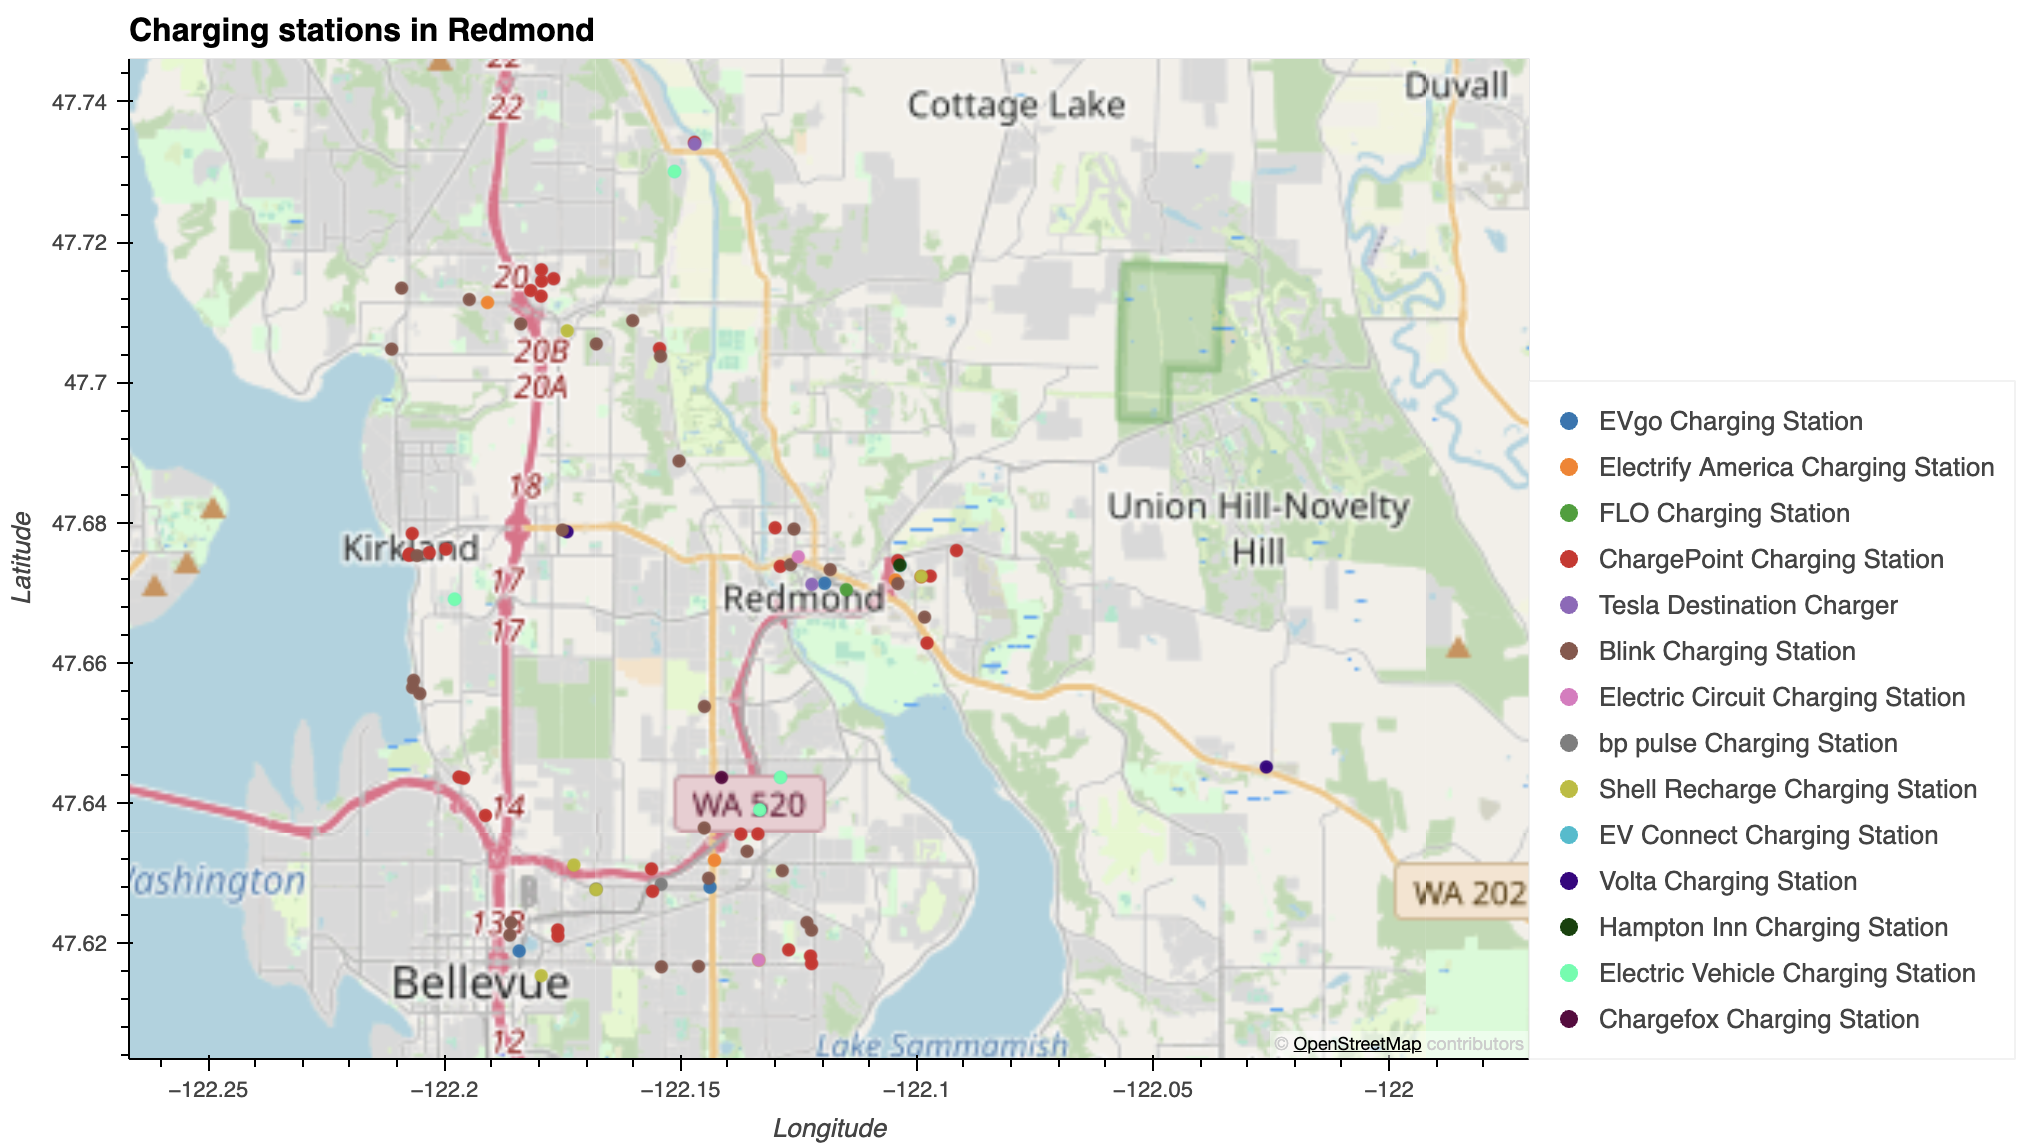 Charging stations in Redmond
22
22
Duvall
Cottage Lake
20
20B
20A
18
Union Hill-Novelty
Hill
Kirkland
17
Redmond
17
WA 520
14
ashington
WA 202
13B
Bellevue
12
Lake Sammamish
© OpenStreetMap contributors
47.74
47.72
47.7
47.68
47.66
47.64
47.62
Latitude
−122.25
−122.2
−122.15
−122.1
−122.05
−122
Longitude
EVgo Charging Station
Electrify America Charging Station
FLO Charging Station
ChargePoint Charging Station
Tesla Destination Charger
Blink Charging Station
Electric Circuit Charging Station
bp pulse Charging Station
Shell Recharge Charging Station
EV Connect Charging Station
Volta Charging Station
Hampton Inn Charging Station
Electric Vehicle Charging Station
Chargefox Charging Station